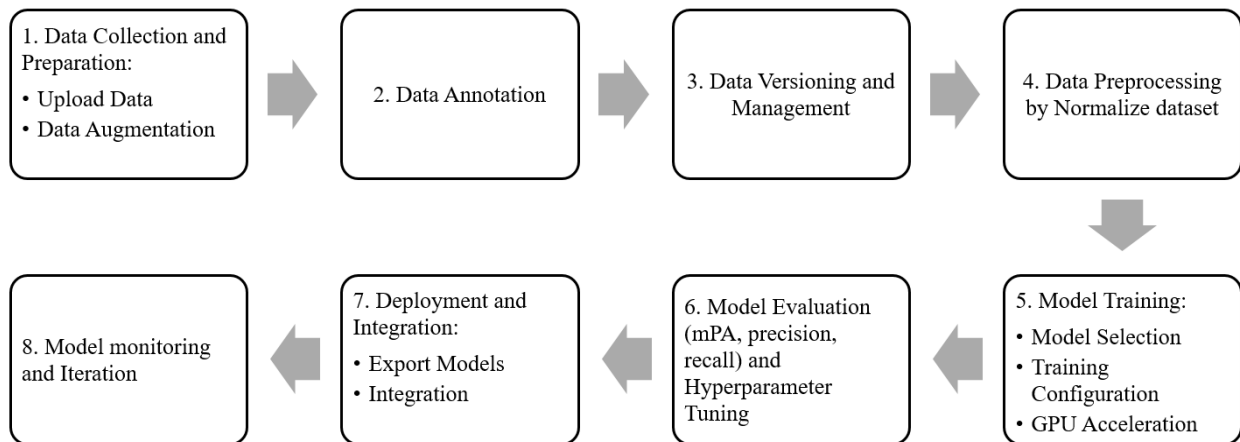 1. Data Collection and
Preparation:
• Upload Data
• Data Augmentation
2. Data Annotation
3. Data Versioning and
Management
4. Data Preprocessing
by Normalize dataset
5. Model Training:
• Model Selection
• Training
Configuration
• GPU Acceleration
6. Model Evaluation
(mPA, precision,
recall) and
Hyperparameter
Tuning
7. Deployment and
Integration:
• Export Models
• Integration
8. Model monitoring
and Iteration